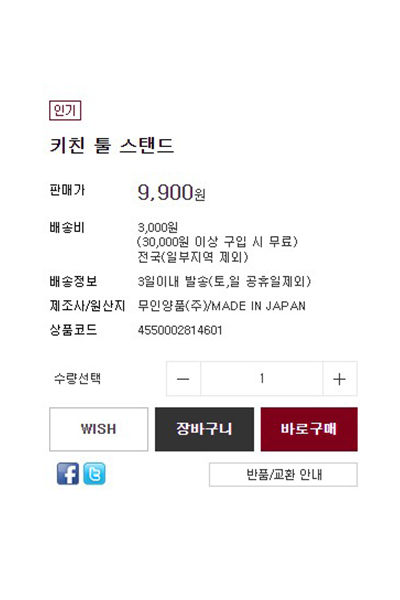 인기
키친 툴 스탠드
판매가 9,900원
배송비 3,000원
(30,000원 이상 구입 시 무료)
전국(일부지역 제외)
배송정보 3일이내 발송(토,일 공휴일제외)
제조사/원산지 무인양품(주)/MADE IN JAPAN
상품코드 4550002814601
수량선택 — 1 +
WISH 장바구니 바로구매
반품/교환 안내